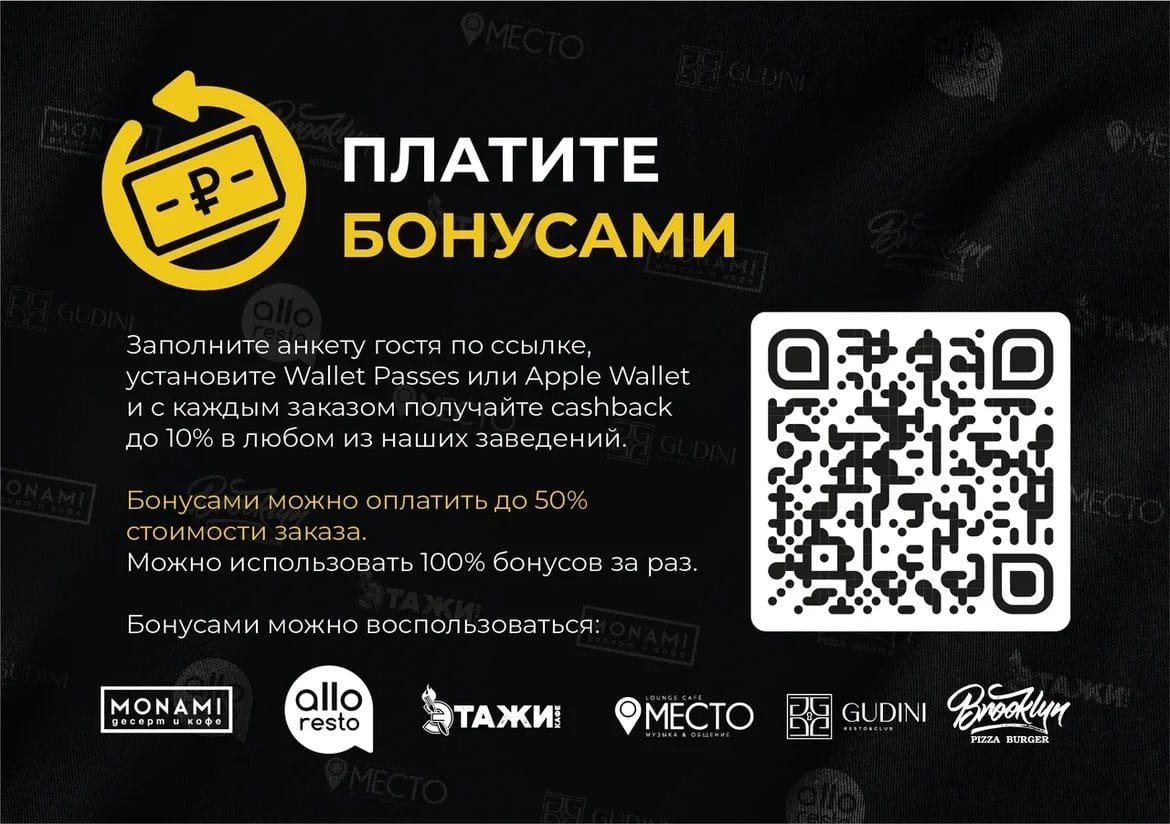 ПЛАТИТЕ
БОНУСАМИ
Заполните анкету гостя по ссылке,
установите Wallet Passes или Apple Wallet
и с каждым заказом получайте cashback
до 10% в любом из наших заведений.
Бонусами можно оплатить до 50%
стоимости заказа.
Можно использовать 100% бонусов за раз.
Бонусами можно воспользоваться:
MONAMI
десерт и кофе
allo
resto
ЭТАЖИ
КАФЕ
LOUNGE CAFÉ
МЕСТО
МУЗЫКА & ОБЩЕНИЕ
GUDINI
RESTO&CLUB
Brooklyn
PIZZA BURGER